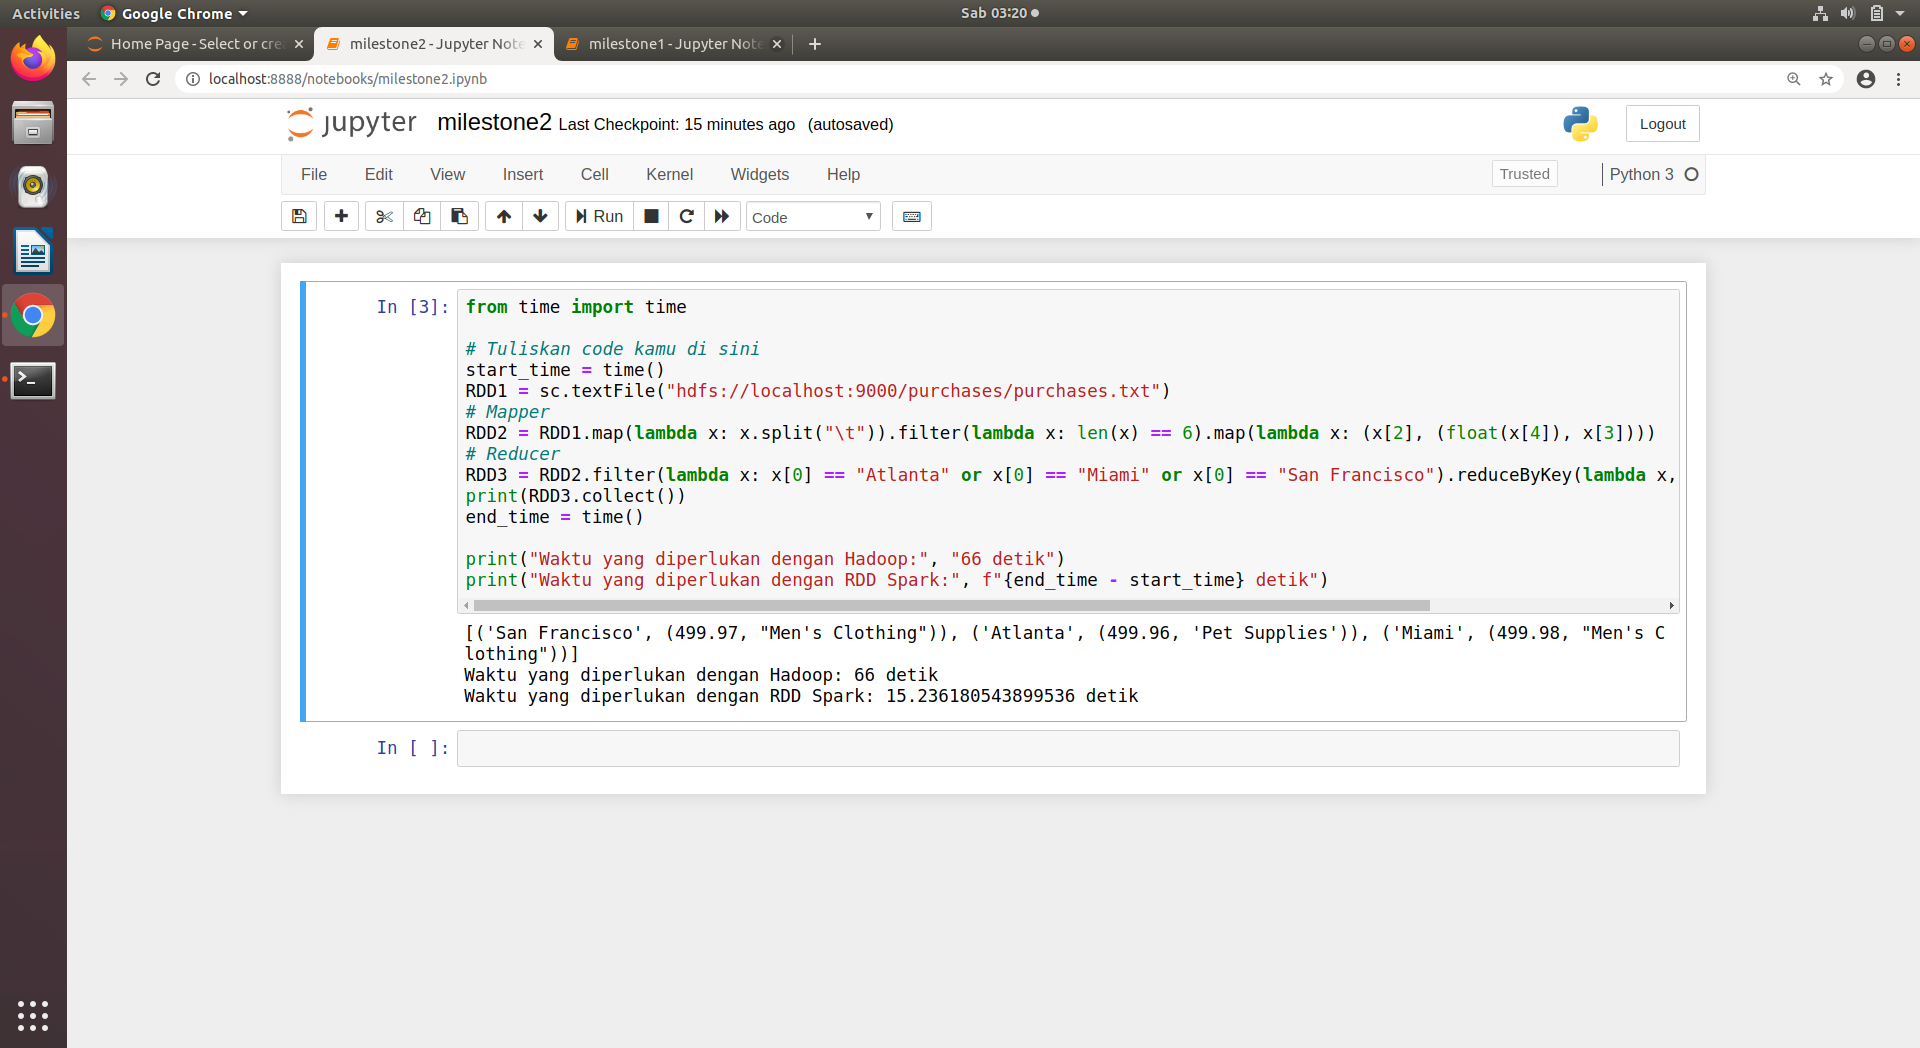 Activities Google Chrome Sab 03:20
Home Page - Select or cre
milestone2 - Jupyter Note
milestone1 - Jupyter Note
localhost:8888/notebooks/milestone2.ipynb
jupyter milestone2 Last Checkpoint: 15 minutes ago (autosaved) Logout
File Edit View Insert Cell Kernel Widgets Help Trusted Python 3
Run Code
In [3]: from time import time
# Tuliskan code kamu di sini
start_time = time()
RDD1 = sc.textFile("hdfs://localhost:9000/purchases/purchases.txt")
# Mapper
RDD2 = RDD1.map(lambda x: x.split("\t")).filter(lambda x: len(x) == 6).map(lambda x: (x[2], (float(x[4]), x[3])))
# Reducer
RDD3 = RDD2.filter(lambda x: x[0] == "Atlanta" or x[0] == "Miami" or x[0] == "San Francisco").reduceByKey(lambda x,
print(RDD3.collect())
end_time = time()
print("Waktu yang diperlukan dengan Hadoop:", "66 detik")
print("Waktu yang diperlukan dengan RDD Spark:", f"{end_time - start_time} detik")
[('San Francisco', (499.97, "Men's Clothing")), ('Atlanta', (499.96, 'Pet Supplies')), ('Miami', (499.98, "Men's C
lothing"))]
Waktu yang diperlukan dengan Hadoop: 66 detik
Waktu yang diperlukan dengan RDD Spark: 15.236180543899536 detik
In [ ]: